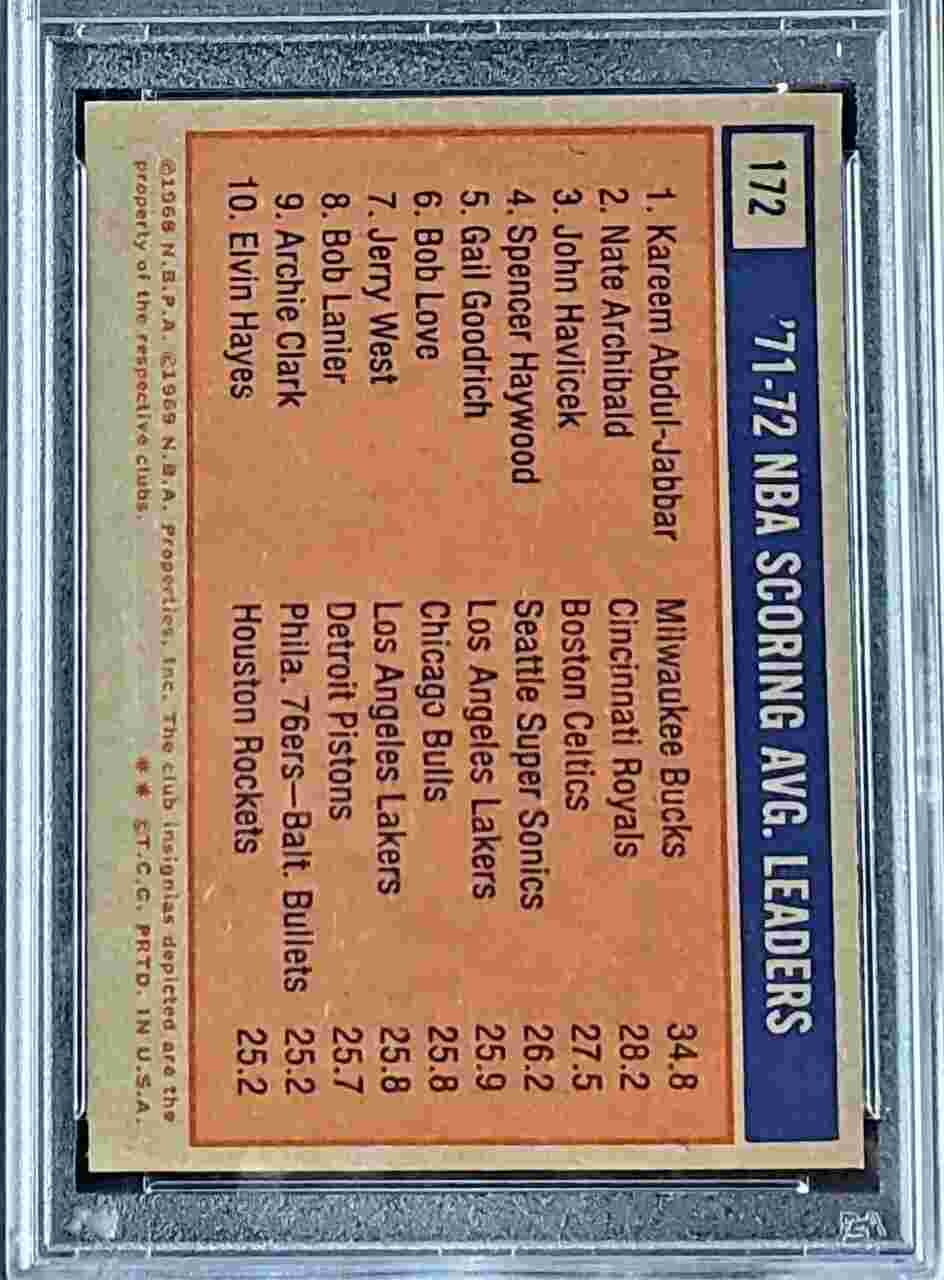 172 '71-72 NBA SCORING AVG. LEADERS
1. Kareem Abdul-Jabbar Milwaukee Bucks 34.8
2. Nate Archibald Cincinnati Royals 28.2
3. John Havlicek Boston Celtics 27.5
4. Spencer Haywood Seattle Super Sonics 26.2
5. Gail Goodrich Los Angeles Lakers 25.9
6. Bob Love Chicago Bulls 25.8
7. Jerry West Los Angeles Lakers 25.8
8. Bob Lanier Detroit Pistons 25.7
9. Archie Clark Phila. 76ers—Balt. Bullets 25.2
10. Elvin Hayes Houston Rockets 25.2
©1968 N.B.P.A. ©1969 N.B.A. Properties, Inc. The club insignias depicted are the
property of the respective clubs. ** ©T.C.G. PRTD. IN U.S.A.